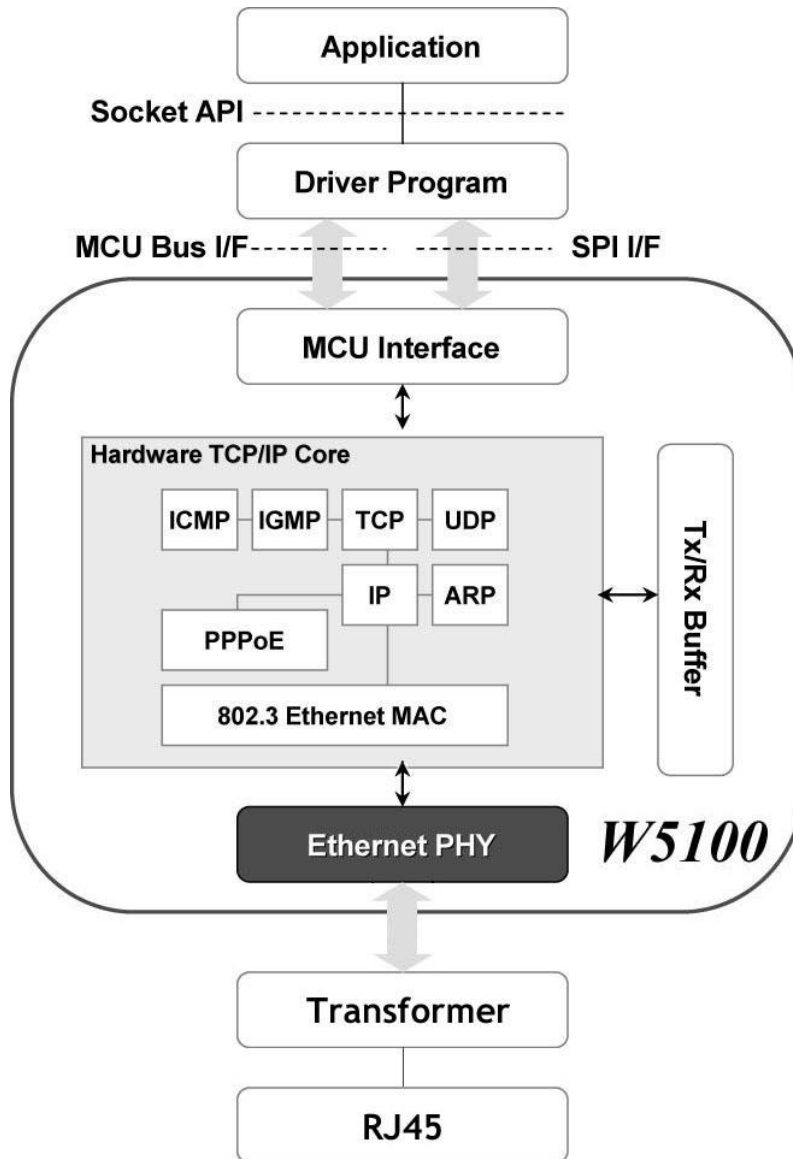 Application
Socket API
Driver Program
MCU Bus I/F
SPI I/F
MCU Interface
Hardware TCP/IP Core
ICMP
IGMP
TCP
UDP
IP
ARP
PPPoE
802.3 Ethernet MAC
Tx/Rx Buffer
Ethernet PHY
W5100
Transformer
RJ45